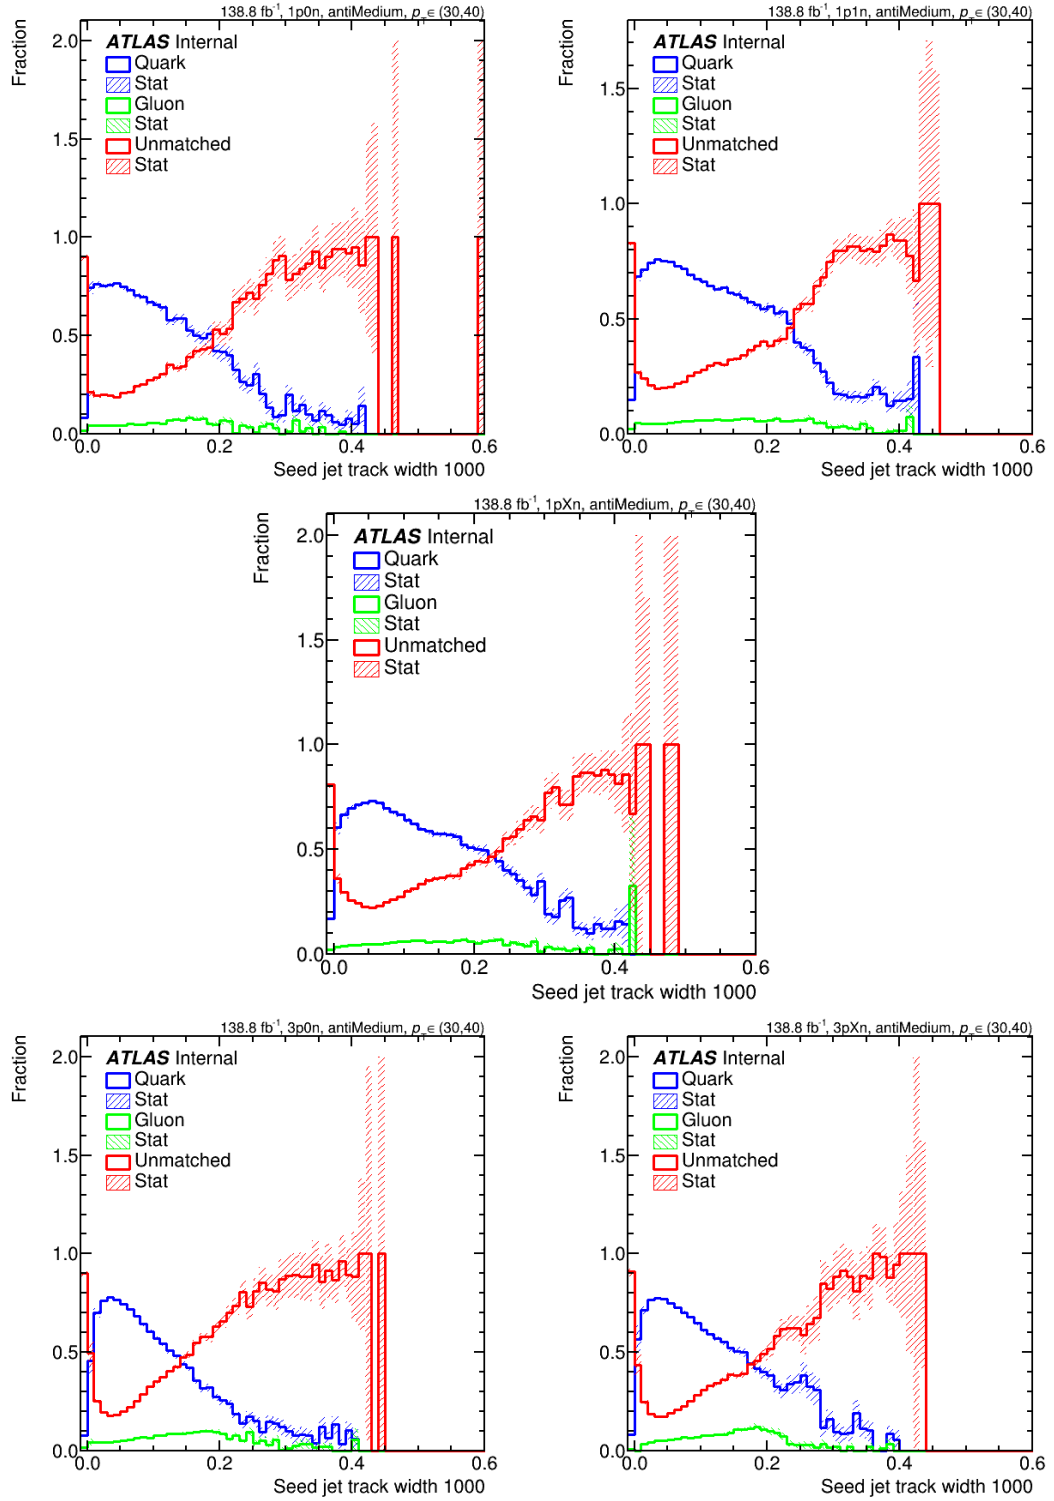 138.8 fb-1, 1p0n, antiMedium, pT∈ (30,40)
Fraction
2.0
1.5
1.0
0.5
0.0
ATLAS Internal
Quark
Stat
Gluon
Stat
Unmatched
Stat
0.0 0.2 0.4 0.6
Seed jet track width 1000
138.8 fb-1, 1p1n, antiMedium, pT∈ (30,40)
Fraction
1.5
1.0
0.5
0.0
ATLAS Internal
Quark
Stat
Gluon
Stat
Unmatched
Stat
0.0 0.2 0.4 0.6
Seed jet track width 1000
138.8 fb-1, 1pXn, antiMedium, pT∈ (30,40)
Fraction
2.0
1.5
1.0
0.5
0.0
ATLAS Internal
Quark
Stat
Gluon
Stat
Unmatched
Stat
0.0 0.2 0.4 0.6
Seed jet track width 1000
138.8 fb-1, 3p0n, antiMedium, pT∈ (30,40)
Fraction
2.0
1.5
1.0
0.5
0.0
ATLAS Internal
Quark
Stat
Gluon
Stat
Unmatched
Stat
0.0 0.2 0.4 0.6
Seed jet track width 1000
138.8 fb-1, 3pXn, antiMedium, pT∈ (30,40)
Fraction
2.0
1.5
1.0
0.5
0.0
ATLAS Internal
Quark
Stat
Gluon
Stat
Unmatched
Stat
0.0 0.2 0.4 0.6
Seed jet track width 1000